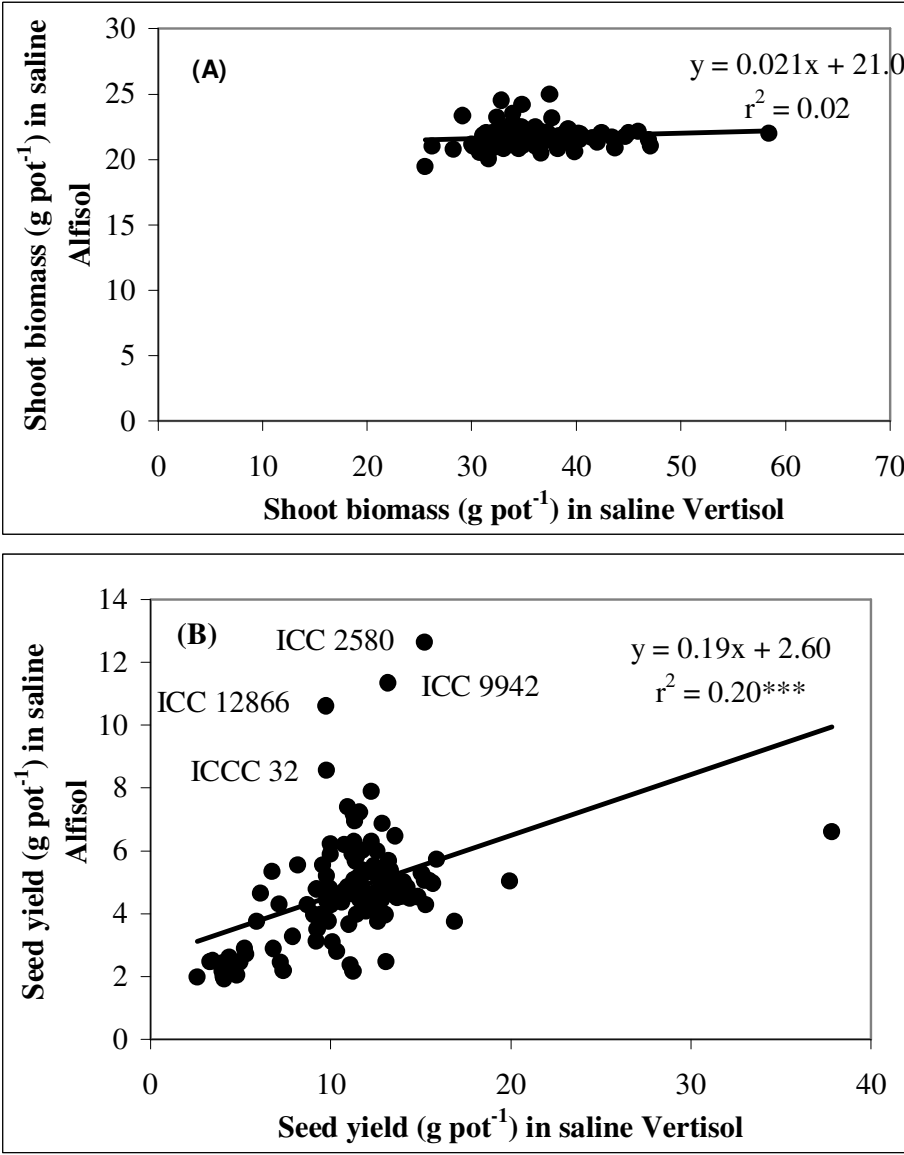 30
25
20
15
10
5
0
(A)
y = 0.021x + 21.0
r² = 0.02
Shoot biomass (g pot⁻¹) in saline
Alfisol
0 10 20 30 40 50 60 70
Shoot biomass (g pot⁻¹) in saline Vertisol
14
12
10
8
6
4
2
0
(B)
ICC 2580
y = 0.19x + 2.60
r² = 0.20***
ICC 9942
ICC 12866
ICCC 32
Seed yield (g pot⁻¹) in saline
Alfisol
0 10 20 30 40
Seed yield (g pot⁻¹) in saline Vertisol